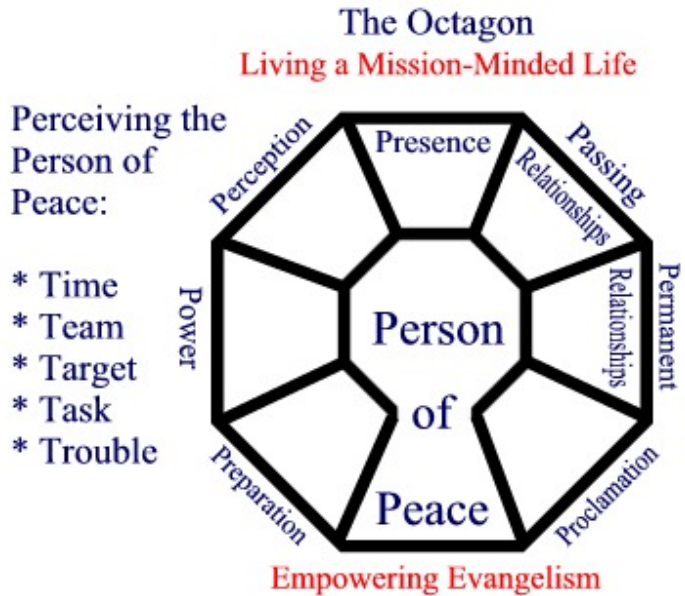 The Octagon
Living a Mission-Minded Life
Perceiving the
Person of
Peace:
* Time
* Team
* Target
* Task
* Trouble
Perception
Presence
Passing
Relationships
Permanent
Relationships
Proclamation
Preparation
Power
Person
of
Peace
Empowering Evangelism